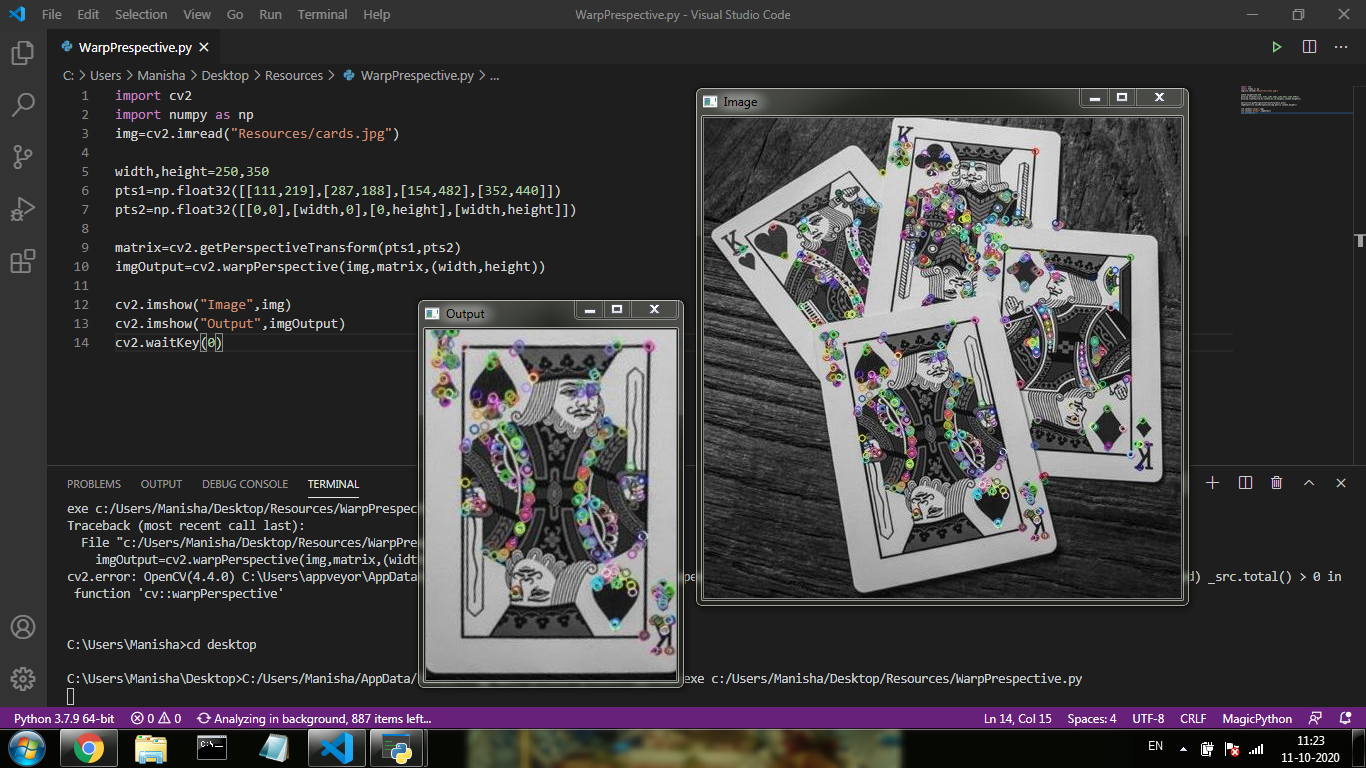 File Edit Selection View Go Run Terminal Help
WarpPrespective.py - Visual Studio Code
WarpPrespective.py
C: > Users > Manisha > Desktop > Resources > WarpPrespective.py > ...
1 import cv2
2 import numpy as np
3 img=cv2.imread("Resources/cards.jpg")
4
5 width,height=250,350
6 pts1=np.float32([[111,219],[287,188],[154,482],[352,440]])
7 pts2=np.float32([[0,0],[width,0],[0,height],[width,height]])
8
9 matrix=cv2.getPerspectiveTransform(pts1,pts2)
10 imgOutput=cv2.warpPerspective(img,matrix,(width,height))
11
12 cv2.imshow("Image",img)
13 cv2.imshow("Output",imgOutput)
14 cv2.waitKey(0)
Image
K
K
K
Output
K
PROBLEMS OUTPUT DEBUG CONSOLE TERMINAL
exe c:/Users/Manisha/Desktop/Resources/WarpPrespec
Traceback (most recent call last):
File "c:/Users/Manisha/Desktop/Resources/WarpPres
imgOutput=cv2.warpPerspective(img,matrix,(widt
cv2.error: OpenCV(4.4.0) C:\Users\appveyor\AppData d) _src.total() > 0 in
function 'cv::warpPerspective'
C:\Users\Manisha>cd desktop
C:\Users\Manisha\Desktop>C:/Users/Manisha/AppData/ exe c:/Users/Manisha/Desktop/Resources/WarpPrespective.py
Python 3.7.9 64-bit 0 0 Analyzing in background, 887 items left...
Ln 14, Col 15 Spaces: 4 UTF-8 CRLF MagicPython
EN 11:23
11-10-2020